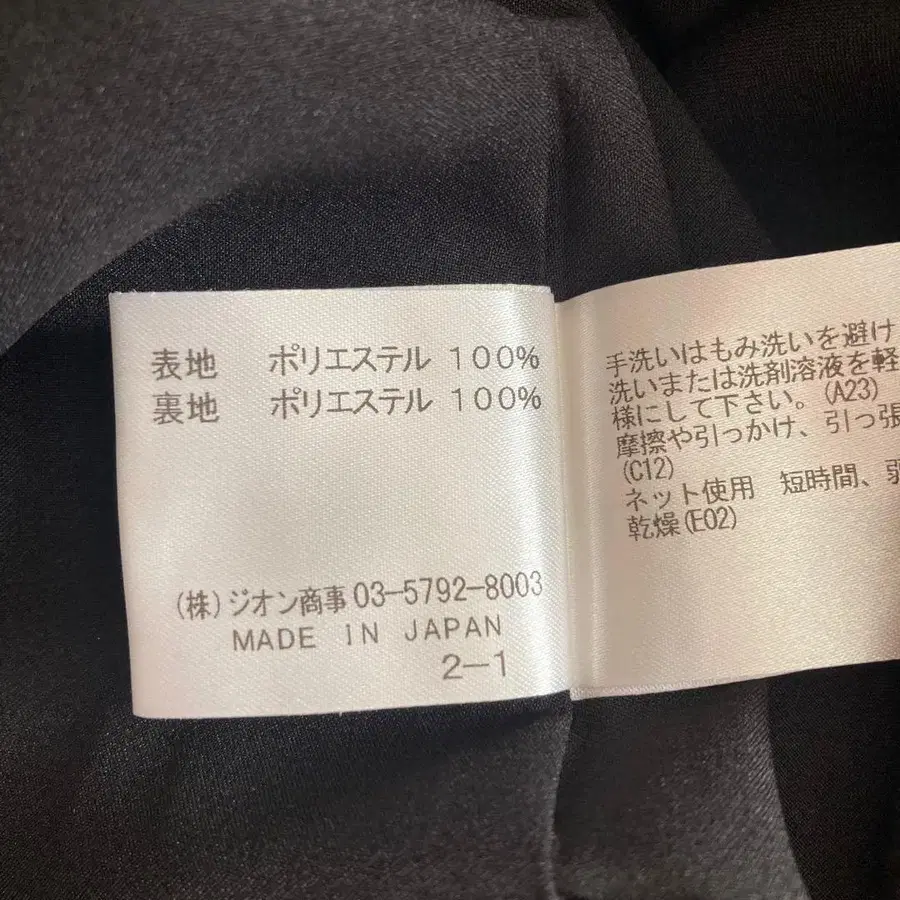 表地 ポリエステル 100%
裏地 ポリエステル 100%
(株)ジオン商事 03-5792-8003
MADE IN JAPAN
2-1
手洗いはもみ洗いを避け
洗いまたは洗剤溶液を軽
様にして下さい。(A23)
摩擦や引っかけ、引っ張
(C12)
ネット使用 短時間、弱
乾燥(E02)